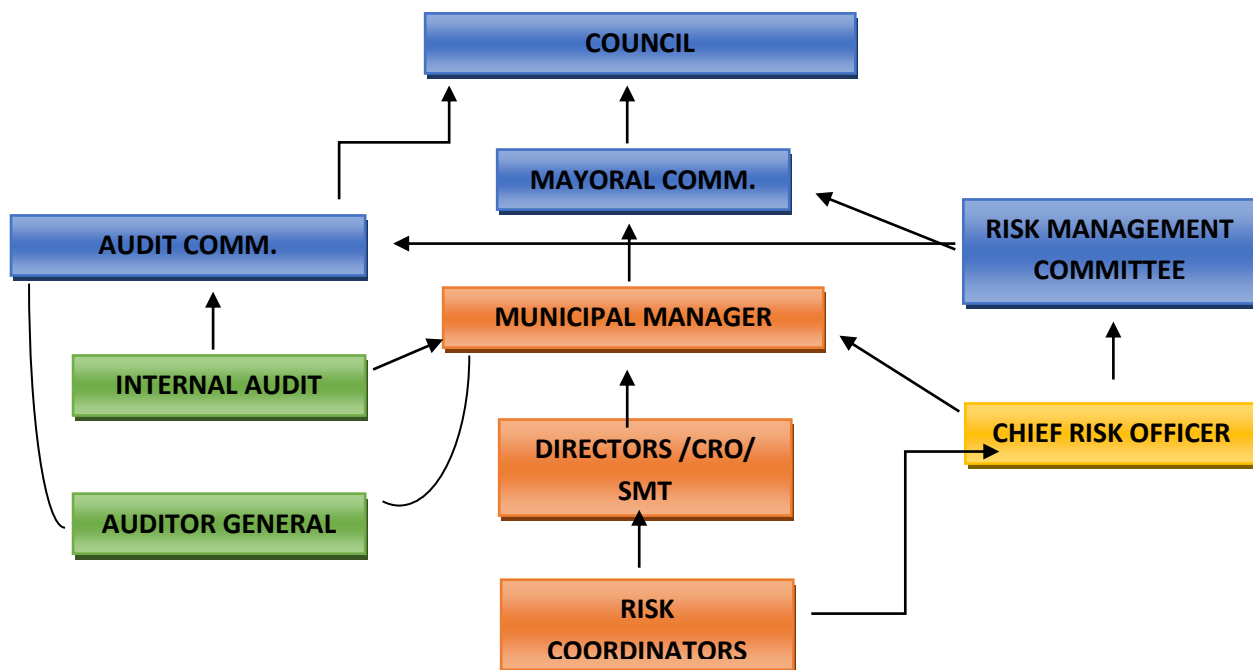 COUNCIL
MAYORAL COMM.
AUDIT COMM.
RISK MANAGEMENT
COMMITTEE
MUNICIPAL MANAGER
INTERNAL AUDIT
DIRECTORS /CRO/
SMT
CHIEF RISK OFFICER
AUDITOR GENERAL
RISK
COORDINATORS